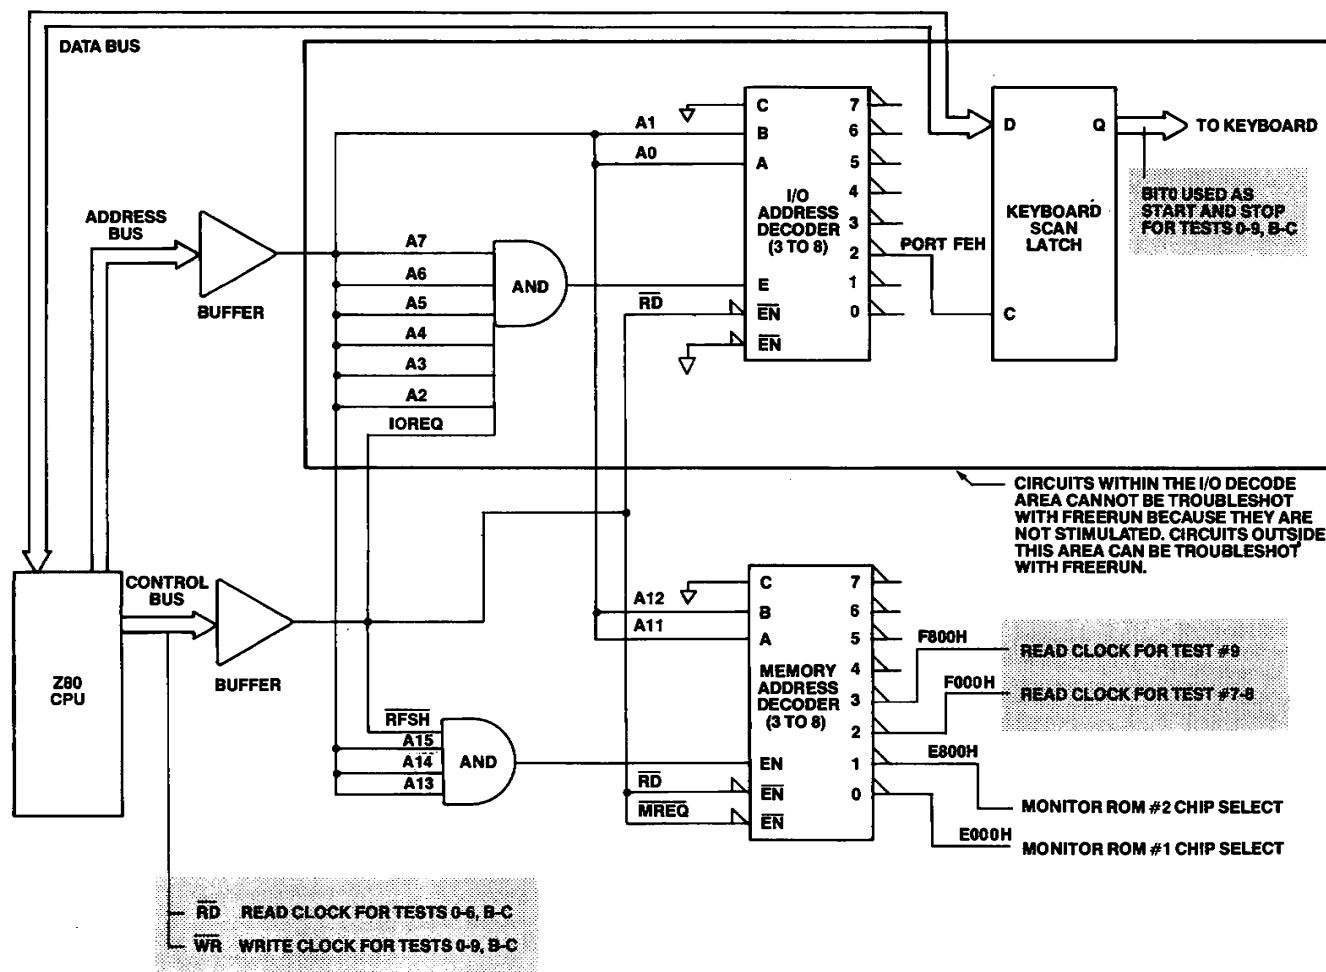 DATA BUS
ADDRESS
BUS
BUFFER
A7
A6
A5
A4
A3
A2
IOREQ
AND
A1
A0
RD
C
B
A
I/O
ADDRESS
DECODER
(3 TO 8)
E
EN
EN
7
6
5
4
3
2
1
0
PORT FEH
D
Q
KEYBOARD
SCAN
LATCH
C
TO KEYBOARD
BIT0 USED AS
START AND STOP
FOR TESTS 0-9, B-C
CIRCUITS WITHIN THE I/O DECODE
AREA CANNOT BE TROUBLESHOT
WITH FREERUN BECAUSE THEY ARE
NOT STIMULATED. CIRCUITS OUTSIDE
THIS AREA CAN BE TROUBLESHOT
WITH FREERUN.
Z80
CPU
CONTROL
BUS
BUFFER
RFSH
A15
A14
A13
AND
A12
A11
RD
MREQ
C
B
A
MEMORY
ADDRESS
DECODER
(3 TO 8)
EN
EN
EN
7
6
5
4
3
2
1
0
F800H
READ CLOCK FOR TEST #9
F000H
READ CLOCK FOR TEST #7-8
E800H
MONITOR ROM #2 CHIP SELECT
E000H
MONITOR ROM #1 CHIP SELECT
RD READ CLOCK FOR TESTS 0-6, B-C
WR WRITE CLOCK FOR TESTS 0-9, B-C